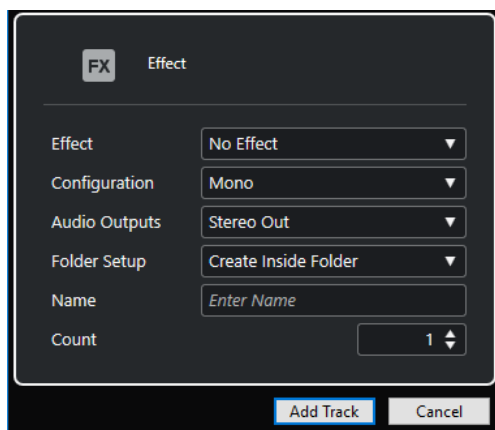 FX Effect
Effect No Effect
Configuration Mono
Audio Outputs Stereo Out
Folder Setup Create Inside Folder
Name Enter Name
Count 1
Add Track Cancel